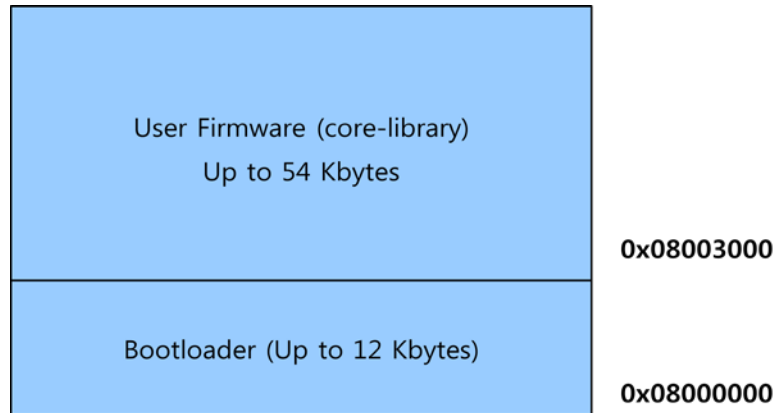 User Firmware (core-library)
Up to 54 Kbytes
0x08003000
Bootloader (Up to 12 Kbytes)
0x08000000